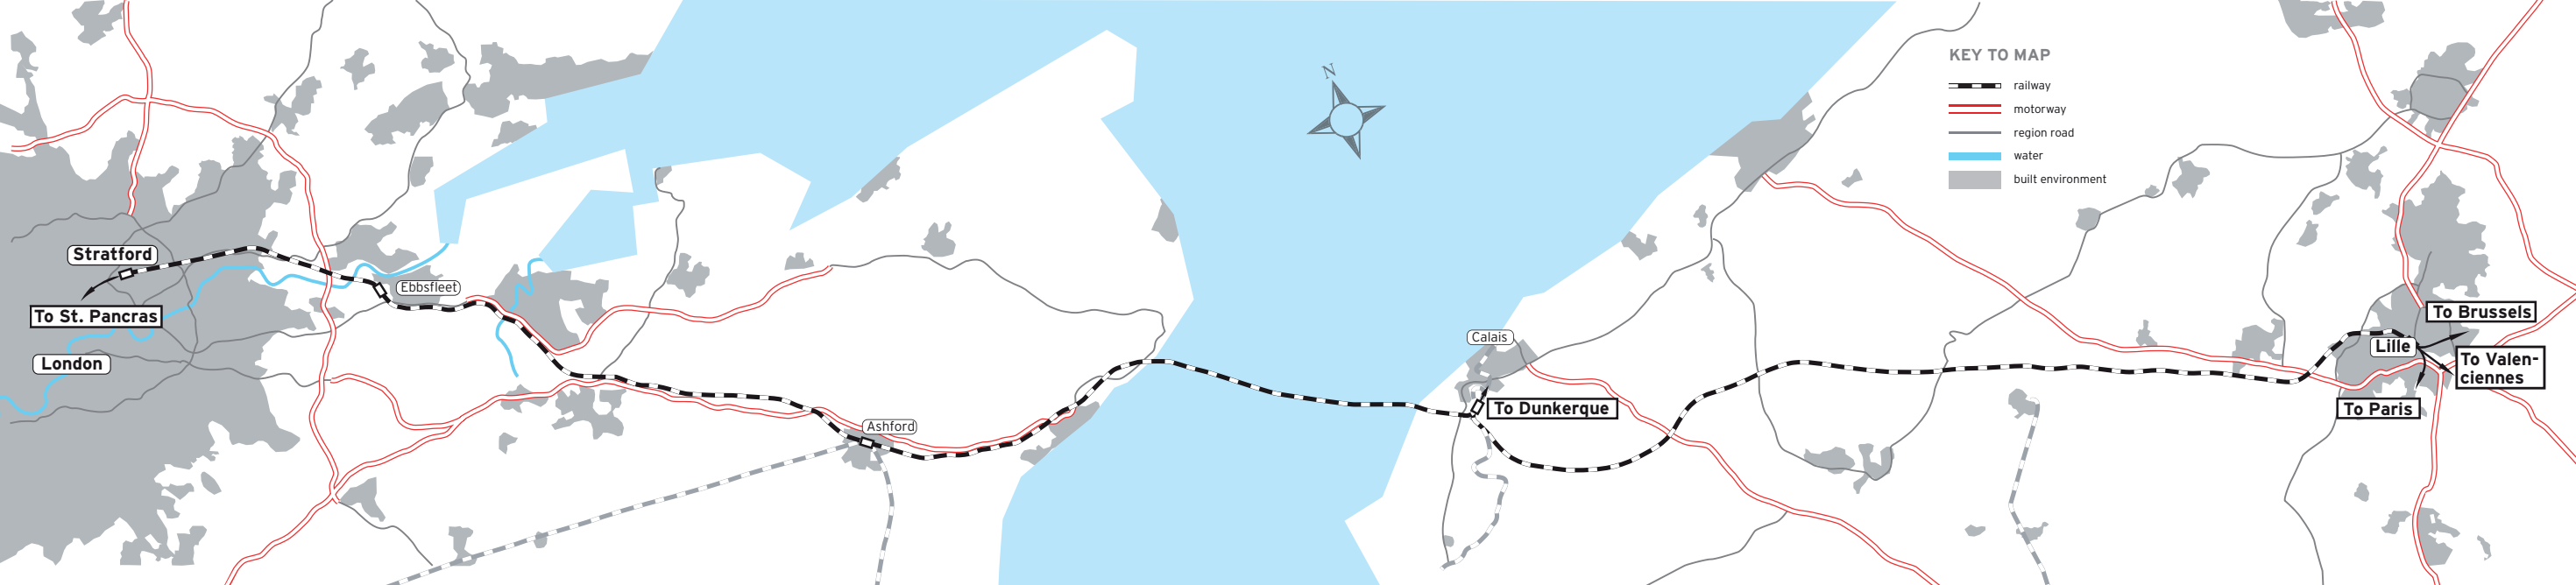 N
KEY TO MAP
railway
motorway
region road
water
built environment
Stratford
To St. Pancras
London
Ebbsfleet
Ashford
Calais
To Dunkerque
To Brussels
Lille
To Valen-
ciennes
To Paris